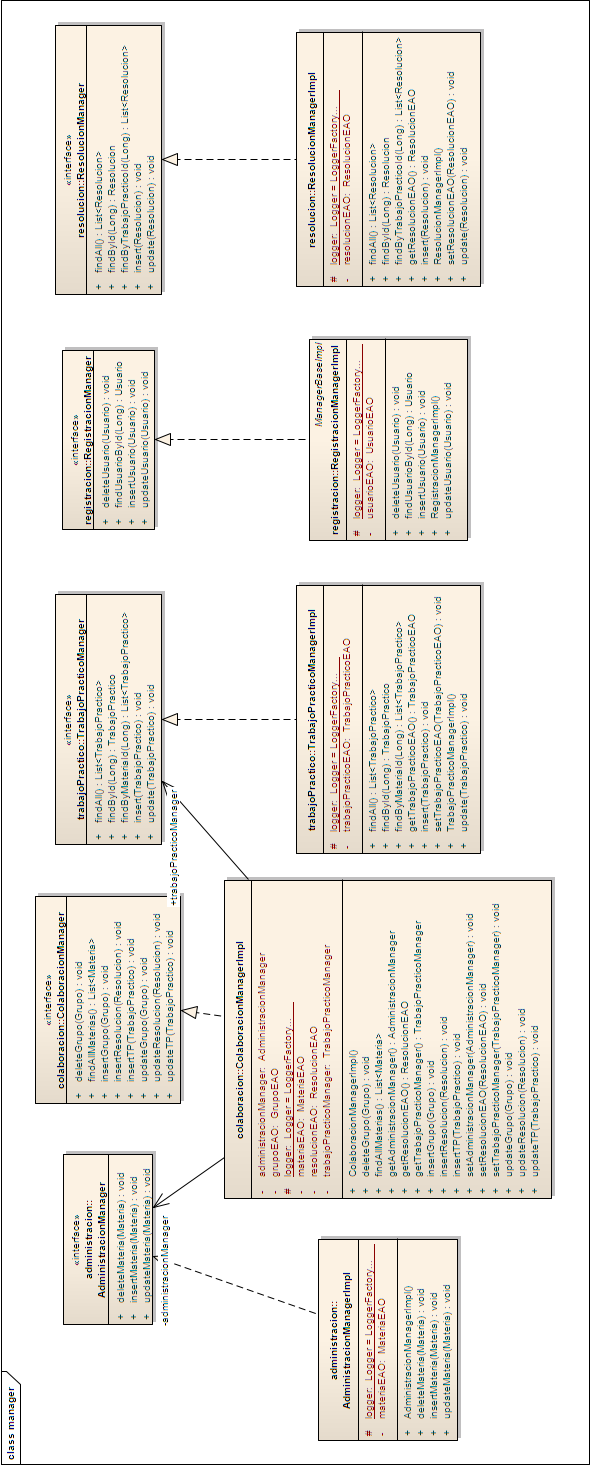 class manager
«interface»
administracion::
AdministracionManager
+ deleteMateria(Materia) : void
+ insertMateria(Materia) : void
+ updateMateria(Materia) : void
«interface»
colaboracion::ColaboracionManager
+ deleteGrupo(Grupo) : void
+ findAllMaterias() : List<Materia>
+ insertGrupo(Grupo) : void
+ insertResolucion(Resolucion) : void
+ insertTP(TrabajoPractico) : void
+ updateGrupo(Grupo) : void
+ updateResolucion(Resolucion) : void
+ updateTP(TrabajoPractico) : void
«interface»
trabajoPractico::TrabajoPracticoManager
+ findAll() : List<TrabajoPractico>
+ findById(Long) : TrabajoPractico
+ findByMateriaId(Long) : List<TrabajoPractico>
+ insert(TrabajoPractico) : void
+ update(TrabajoPractico) : void
«interface»
registracion::RegistracionManager
+ deleteUsuario(Usuario) : void
+ findUsuarioById(Long) : Usuario
+ insertUsuario(Usuario) : void
+ updateUsuario(Usuario) : void
«interface»
resolucion::ResolucionManager
+ findAll() : List<Resolucion>
+ findById(Long) : Resolucion
+ findByTrabajoPracticoId(Long) : List<Resolucion>
+ insert(Resolucion) : void
+ update(Resolucion) : void
-administracionManager
+trabajoPracticoManager
administracion::
AdministracionManagerImpl
# logger: Logger = LoggerFactory....
- materiaEAO: MateriaEAO
+ AdministracionManagerImpl()
+ deleteMateria(Materia) : void
+ insertMateria(Materia) : void
+ updateMateria(Materia) : void
colaboracion::ColaboracionManagerImpl
- administracionManager: AdministracionManager
- grupoEAO: GrupoEAO
# logger: Logger = LoggerFactory....
- materiaEAO: MateriaEAO
- resolucionEAO: ResolucionEAO
- trabajoPracticoManager: TrabajoPracticoManager
+ ColaboracionManagerImpl()
+ deleteGrupo(Grupo) : void
+ findAllMaterias() : List<Materia>
+ getAdministracionManager() : AdministracionManager
+ getResolucionEAO() : ResolucionEAO
+ getTrabajoPracticoManager() : TrabajoPracticoManager
+ insertGrupo(Grupo) : void
+ insertResolucion(Resolucion) : void
+ insertTP(TrabajoPractico) : void
+ setAdministracionManager(AdministracionManager) : void
+ setResolucionEAO(ResolucionEAO) : void
+ setTrabajoPracticoManager(TrabajoPracticoManager) : void
+ updateGrupo(Grupo) : void
+ updateResolucion(Resolucion) : void
+ updateTP(TrabajoPractico) : void
trabajoPractico::TrabajoPracticoManagerImpl
# logger: Logger = LoggerFactory....
- trabajoPracticoEAO: TrabajoPracticoEAO
+ findAll() : List<TrabajoPractico>
+ findById(Long) : TrabajoPractico
+ findByMateriaId(Long) : List<TrabajoPractico>
+ getTrabajoPracticoEAO() : TrabajoPracticoEAO
+ insert(TrabajoPractico) : void
+ setTrabajoPracticoEAO(TrabajoPracticoEAO) : void
+ TrabajoPracticoManagerImpl()
+ update(TrabajoPractico) : void
ManagerBaseImpl
registracion::RegistracionManagerImpl
# logger: Logger = LoggerFactory....
- usuarioEAO: UsuarioEAO
+ deleteUsuario(Usuario) : void
+ findUsuarioById(Long) : Usuario
+ insertUsuario(Usuario) : void
+ RegistracionManagerImpl()
+ updateUsuario(Usuario) : void
resolucion::ResolucionManagerImpl
# logger: Logger = LoggerFactory....
- resolucionEAO: ResolucionEAO
+ findAll() : List<Resolucion>
+ findById(Long) : Resolucion
+ findByTrabajoPracticoId(Long) : List<Resolucion>
+ getResolucionEAO() : ResolucionEAO
+ insert(Resolucion) : void
+ ResolucionManagerImpl()
+ setResolucionEAO(ResolucionEAO) : void
+ update(Resolucion) : void